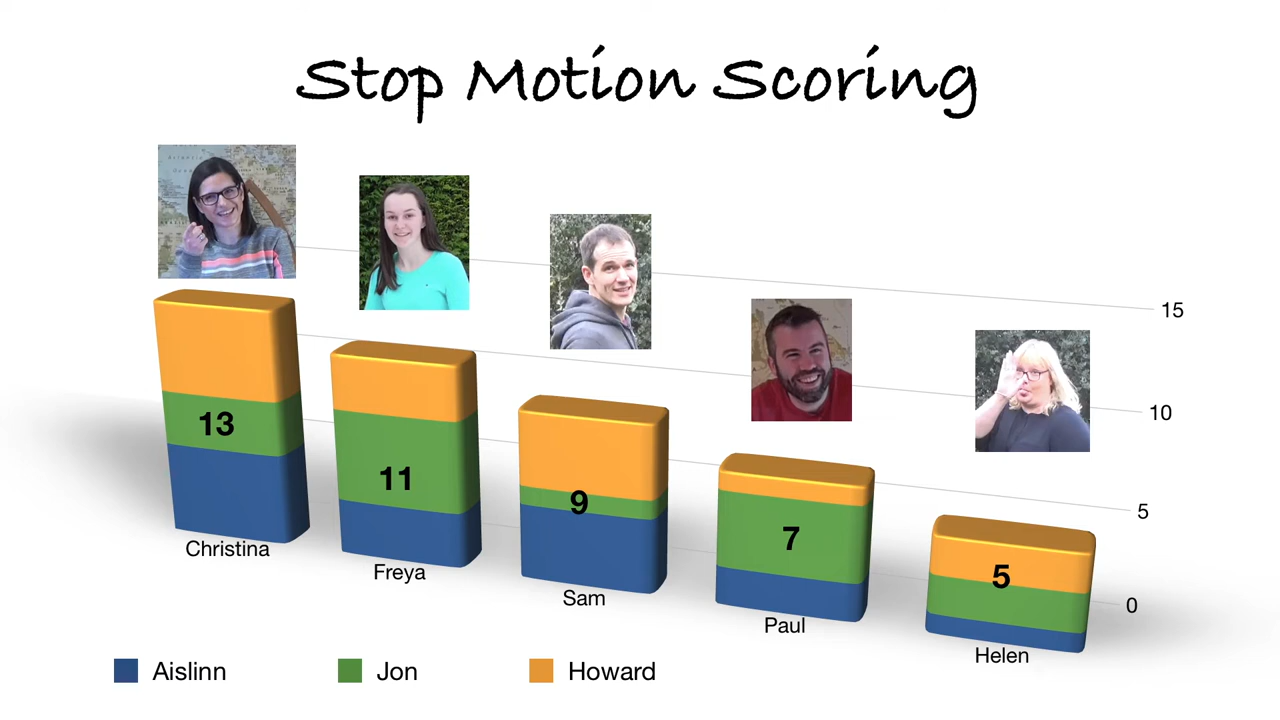 Stop Motion Scoring
15
10
5
0
13
11
9
7
5
Christina
Freya
Sam
Paul
Helen
Aislinn
Jon
Howard